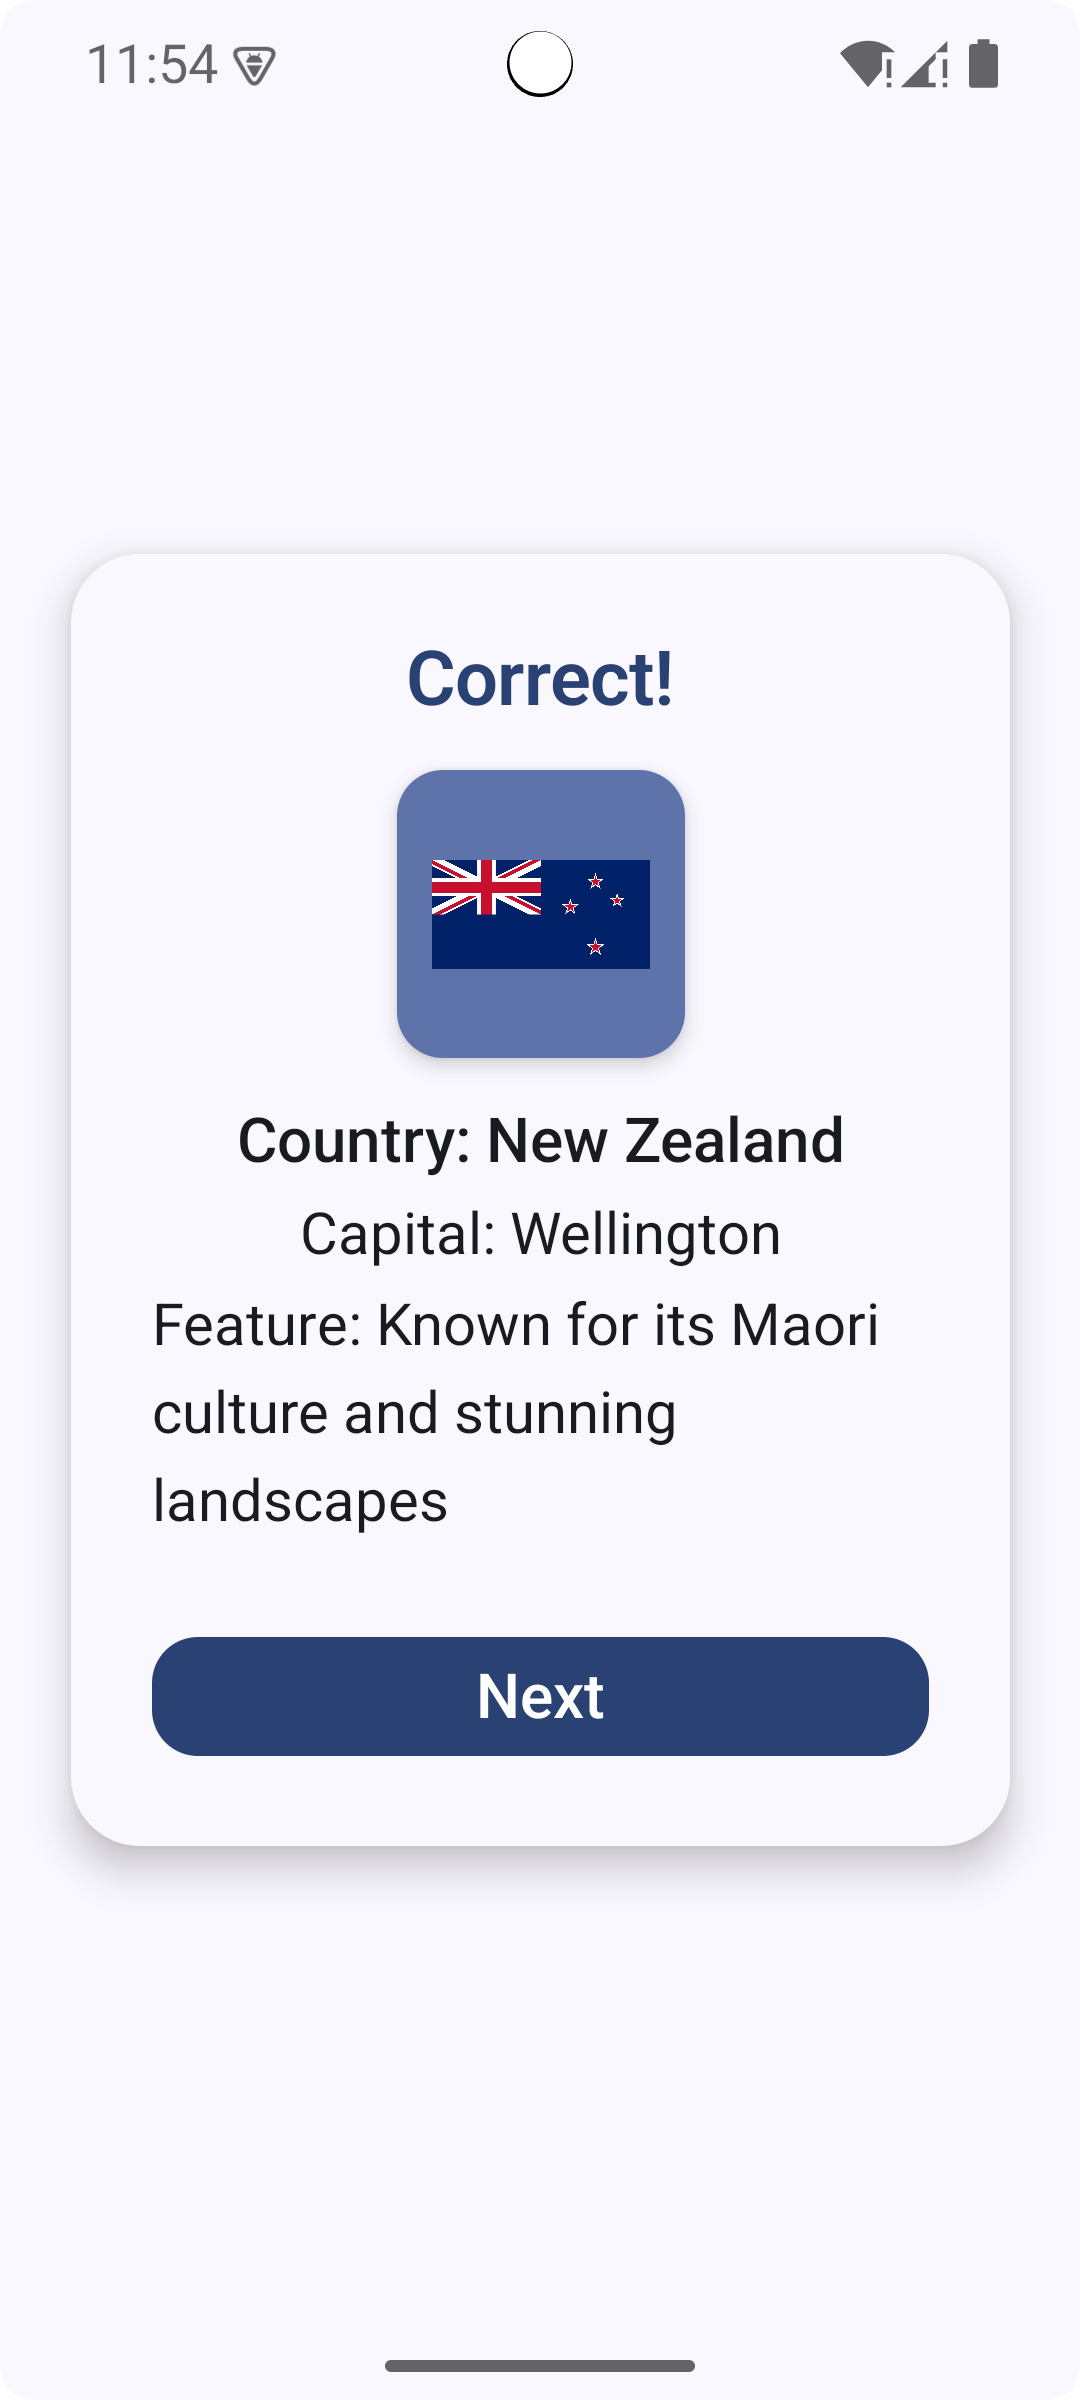 11:54
Correct!
Country: New Zealand
Capital: Wellington
Feature: Known for its Maori
culture and stunning
landscapes
Next